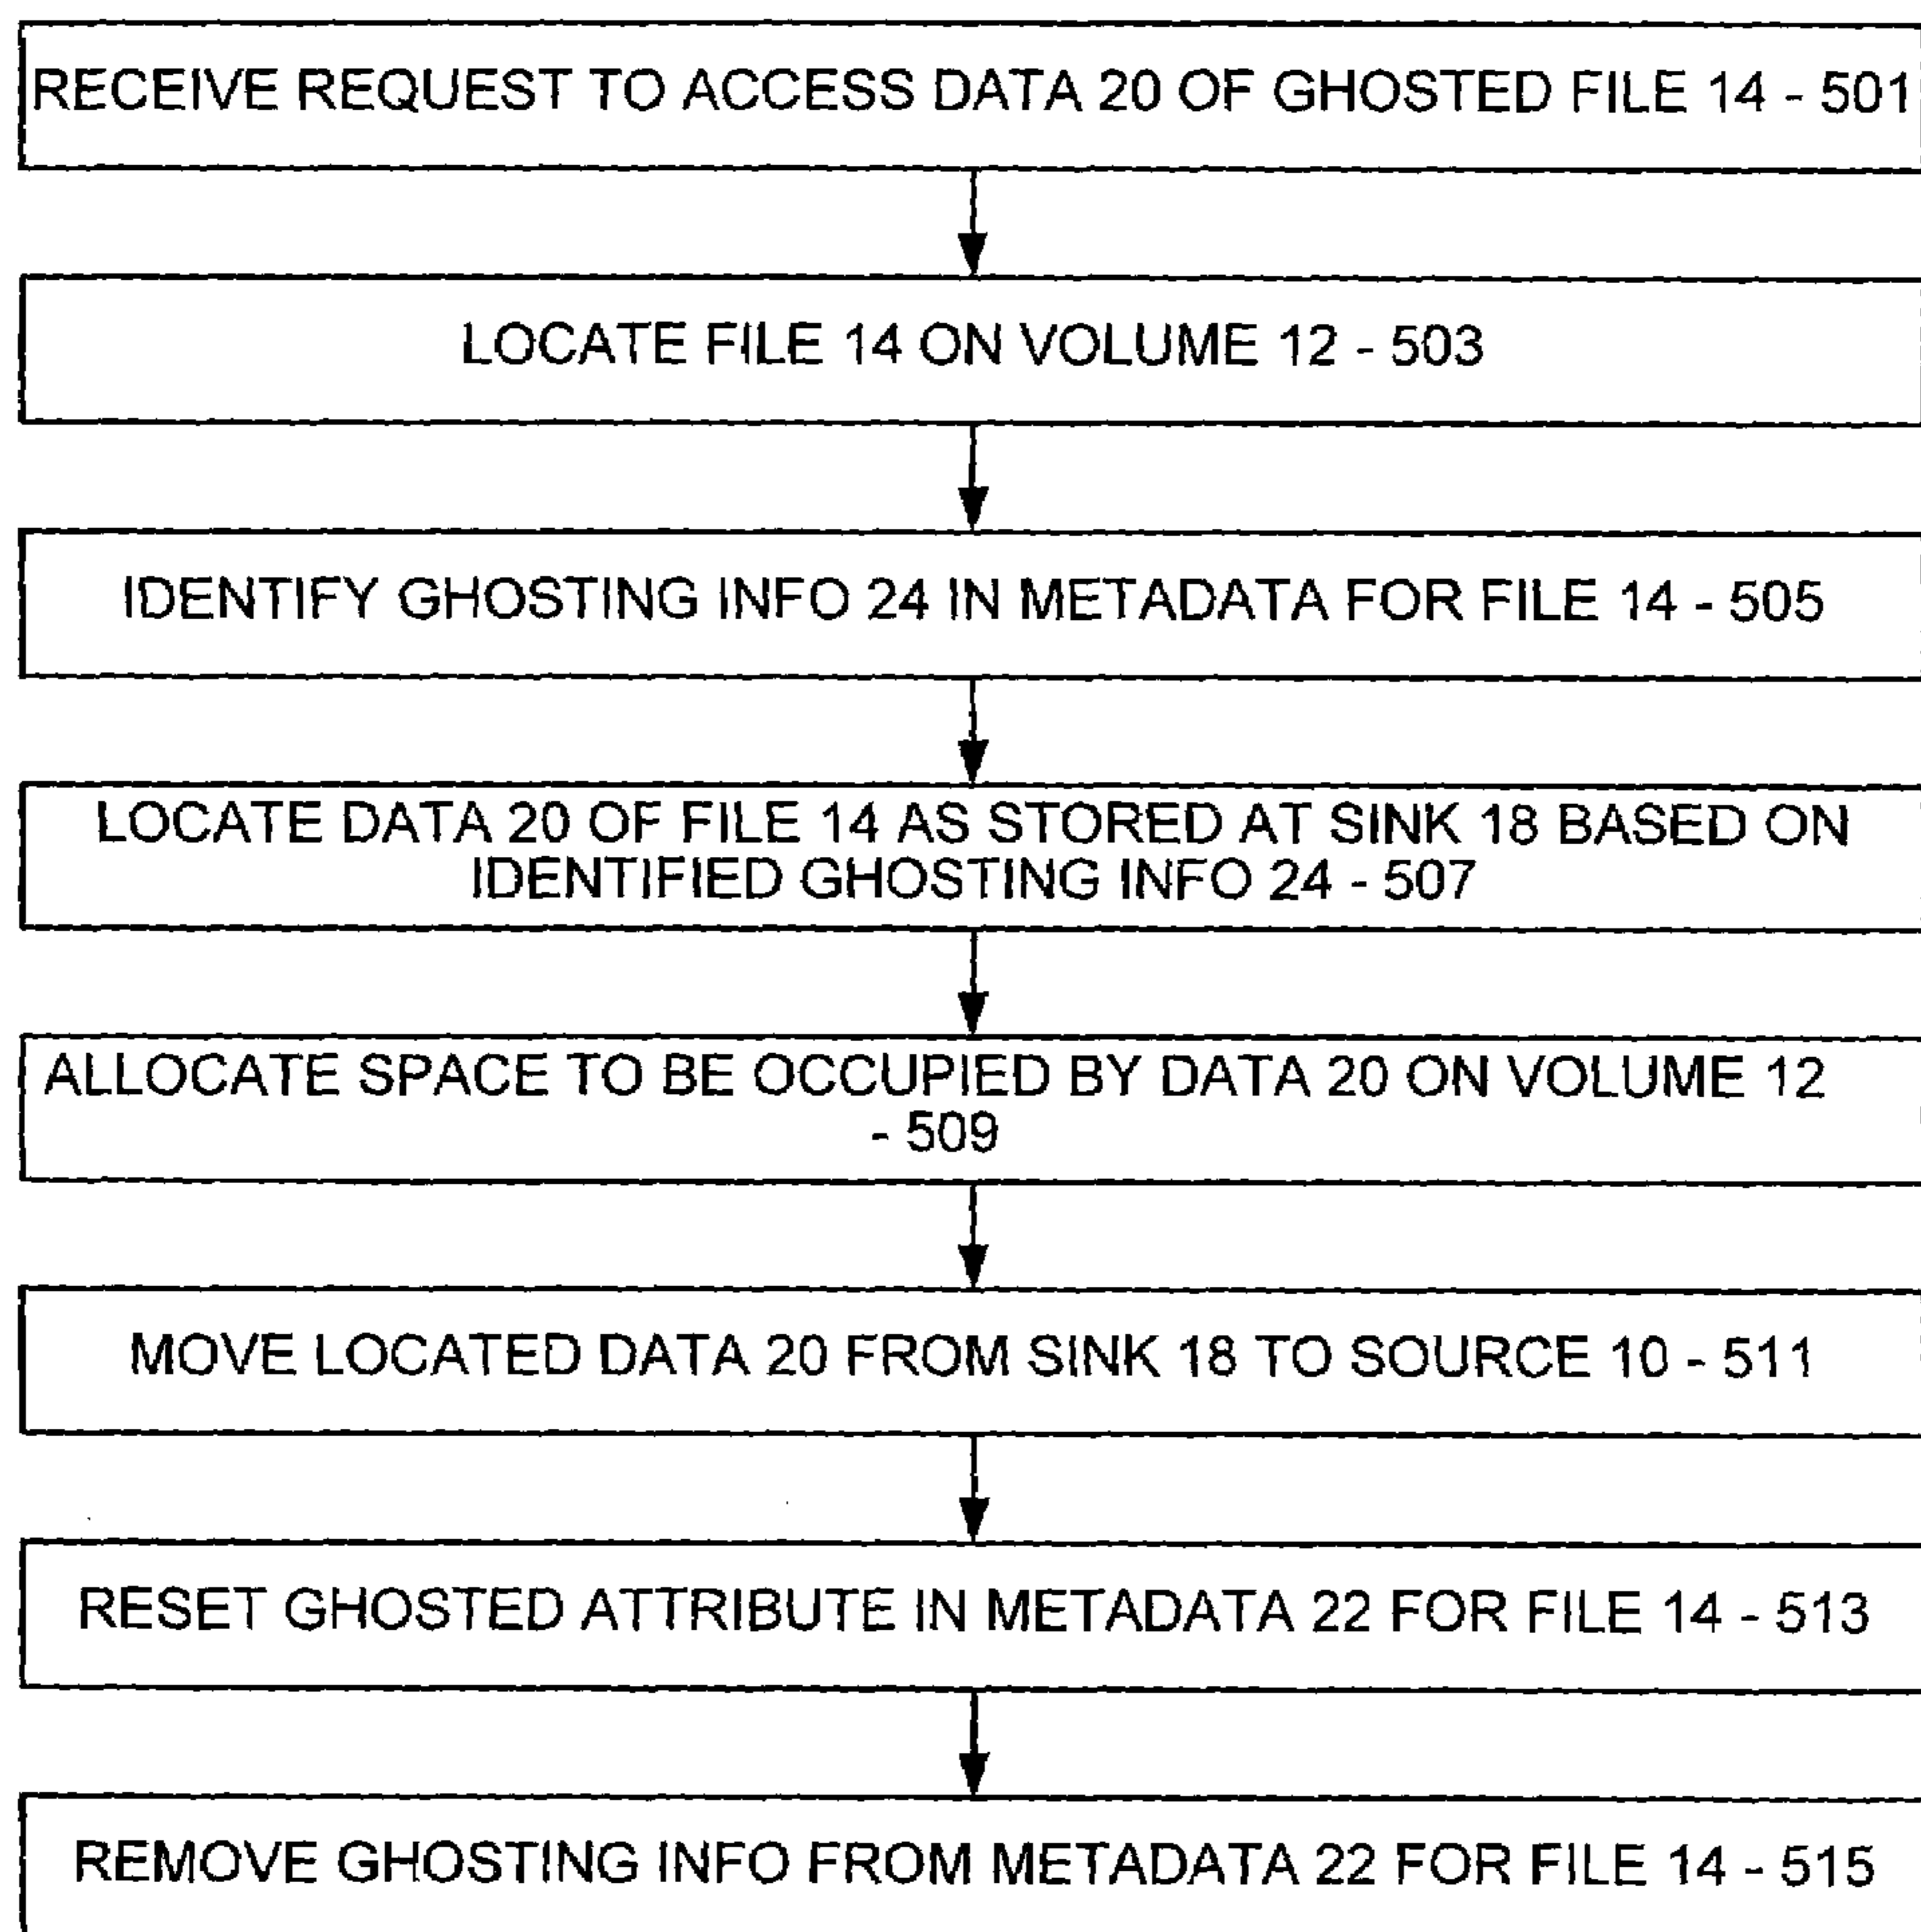 RECEIVE REQUEST TO ACCESS DATA 20 OF GHOSTED FILE 14 - 501
LOCATE FILE 14 ON VOLUME 12 - 503
IDENTIFY GHOSTING INFO 24 IN METADATA FOR FILE 14 - 505
LOCATE DATA 20 OF FILE 14 AS STORED AT SINK 18 BASED ON
IDENTIFIED GHOSTING INFO 24 - 507
ALLOCATE SPACE TO BE OCCUPIED BY DATA 20 ON VOLUME 12
- 509
MOVE LOCATED DATA 20 FROM SINK 18 TO SOURCE 10 - 511
RESET GHOSTED ATTRIBUTE IN METADATA 22 FOR FILE 14 - 513
REMOVE GHOSTING INFO FROM METADATA 22 FOR FILE 14 - 515